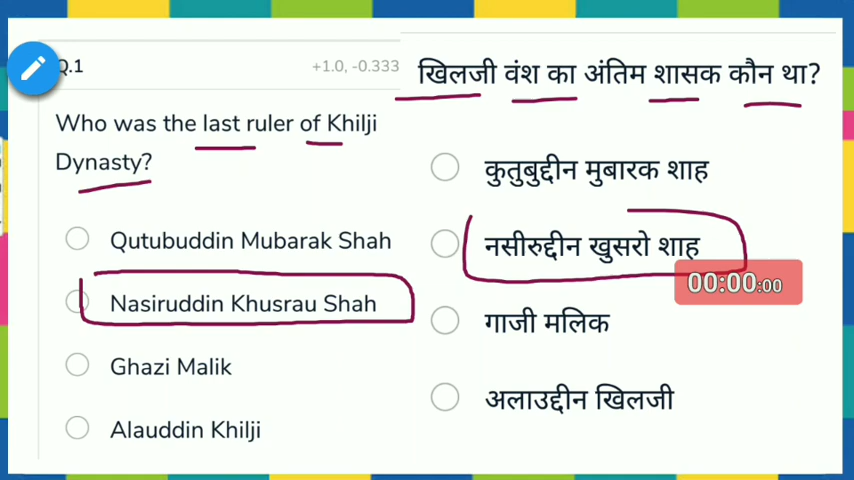 Q.1
+1.0, -0.333
Who was the last ruler of Khilji
Dynasty?
Qutubuddin Mubarak Shah
Nasiruddin Khusrau Shah
Ghazi Malik
Alauddin Khilji
खिलजी वंश का अंतिम शासक कौन था?
कुतुबुद्दीन मुबारक शाह
नसीरुद्दीन खुसरो शाह
00:00:00
गाजी मलिक
अलाउद्दीन खिलजी